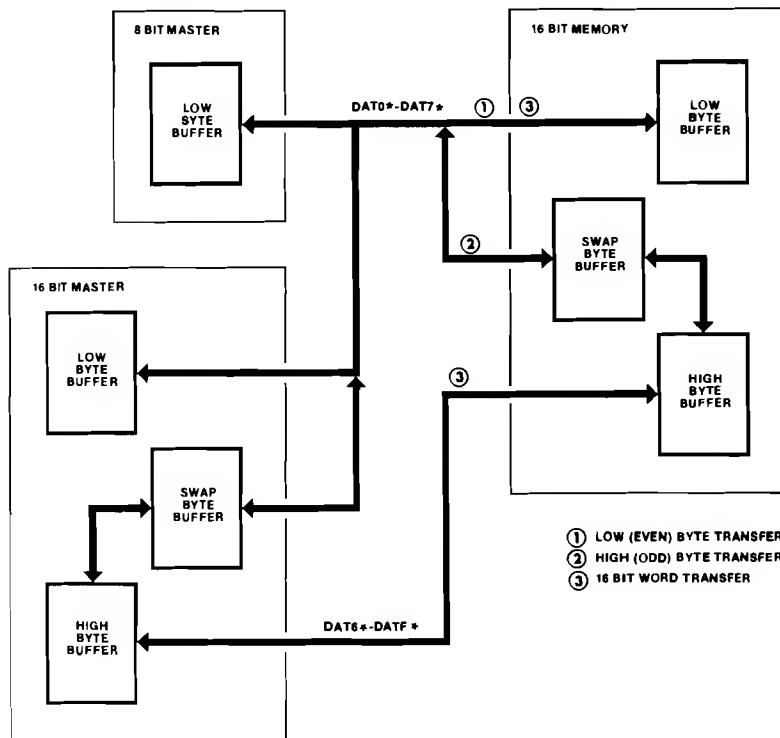 8 BIT MASTER
LOW
SYTE
BUFFER
DAT0*-DAT7*
①
③
16 BIT MEMORY
LOW
BYTE
BUFFER
②
SWAP
BYTE
BUFFER
HIGH
BYTE
BUFFER
16 BIT MASTER
LOW
BYTE
BUFFER
③
SWAP
BYTE
BUFFER
HIGH
BYTE
BUFFER
DAT6*-DATF*
① LOW (EVEN) BYTE TRANSFER
② HIGH (ODD) BYTE TRANSFER
③ 16 BIT WORD TRANSFER